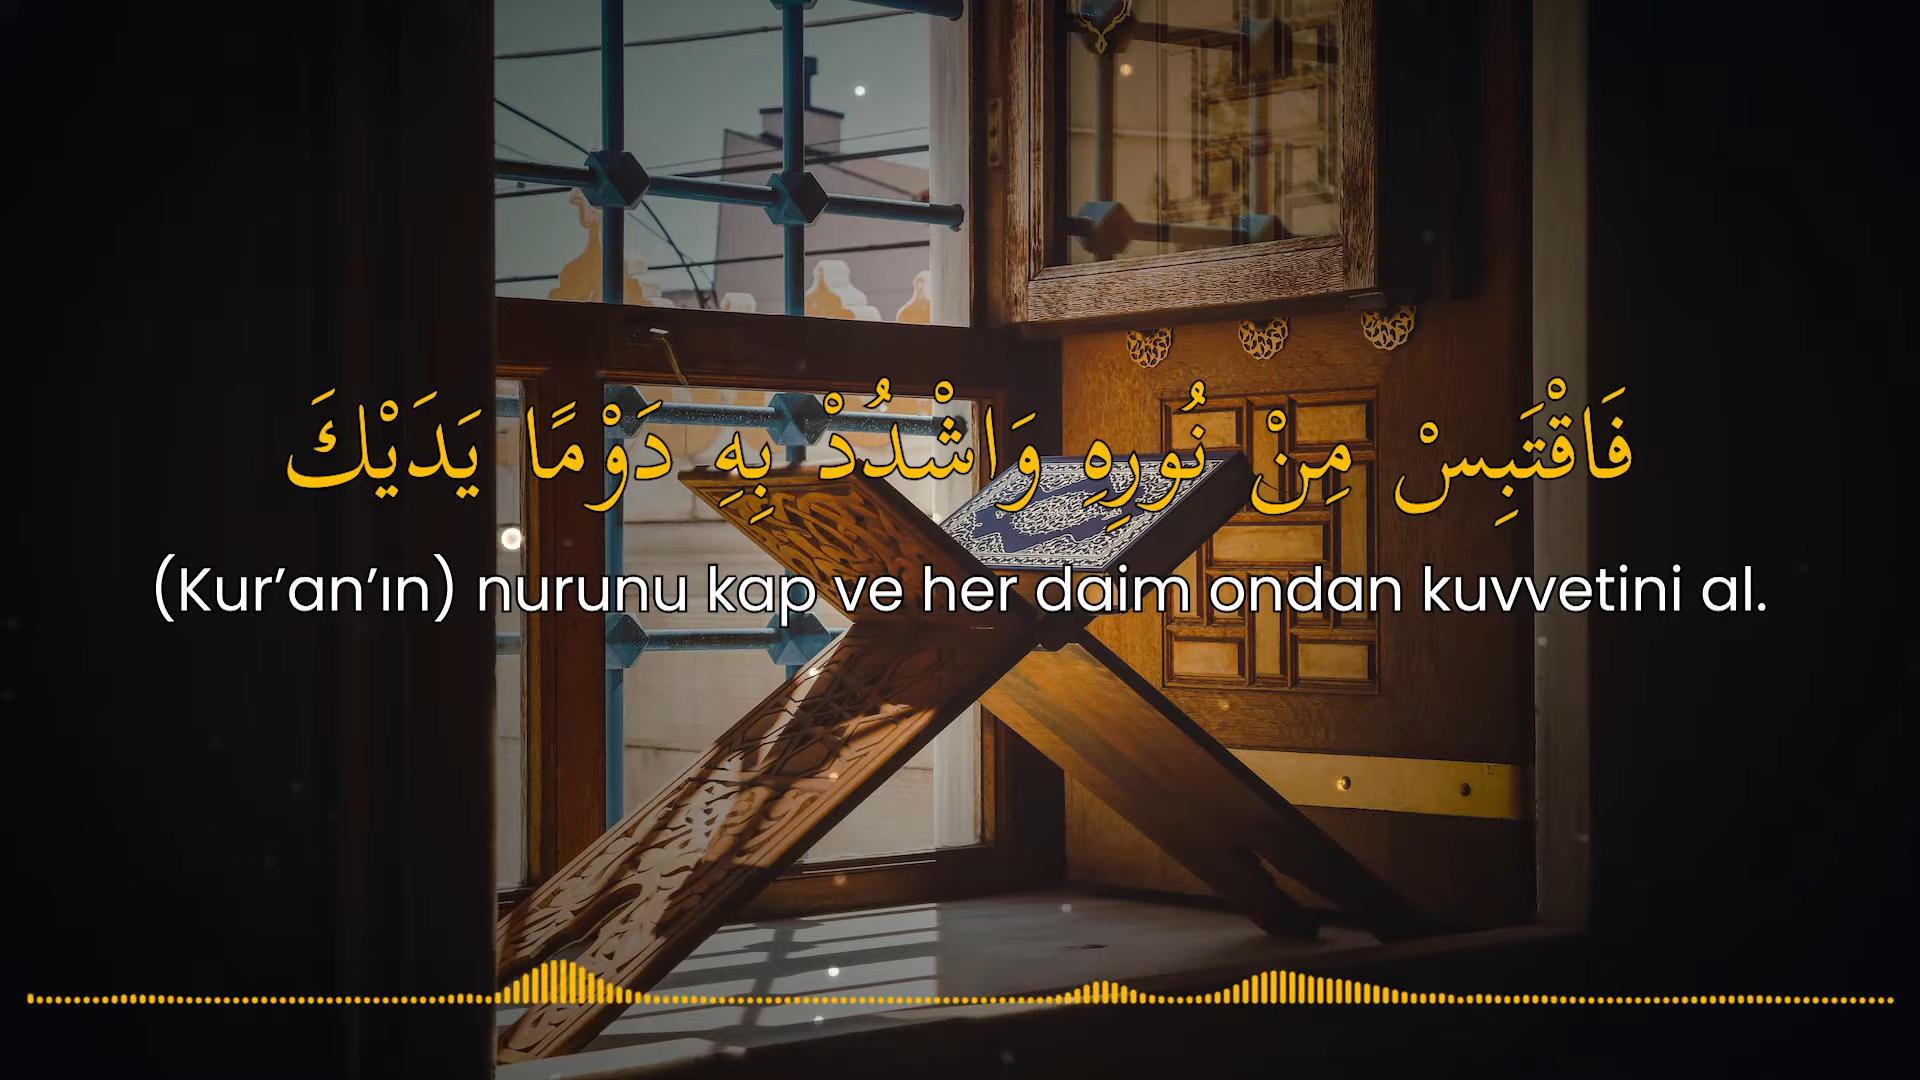 فَاقْتَبِسْ مِنْ نُورِهِ وَاشْدُدْ بِهِ دَوْمًا يَدَيْكَ
(Kur’an’ın) nurunu kap ve her daim ondan kuvvetini al.